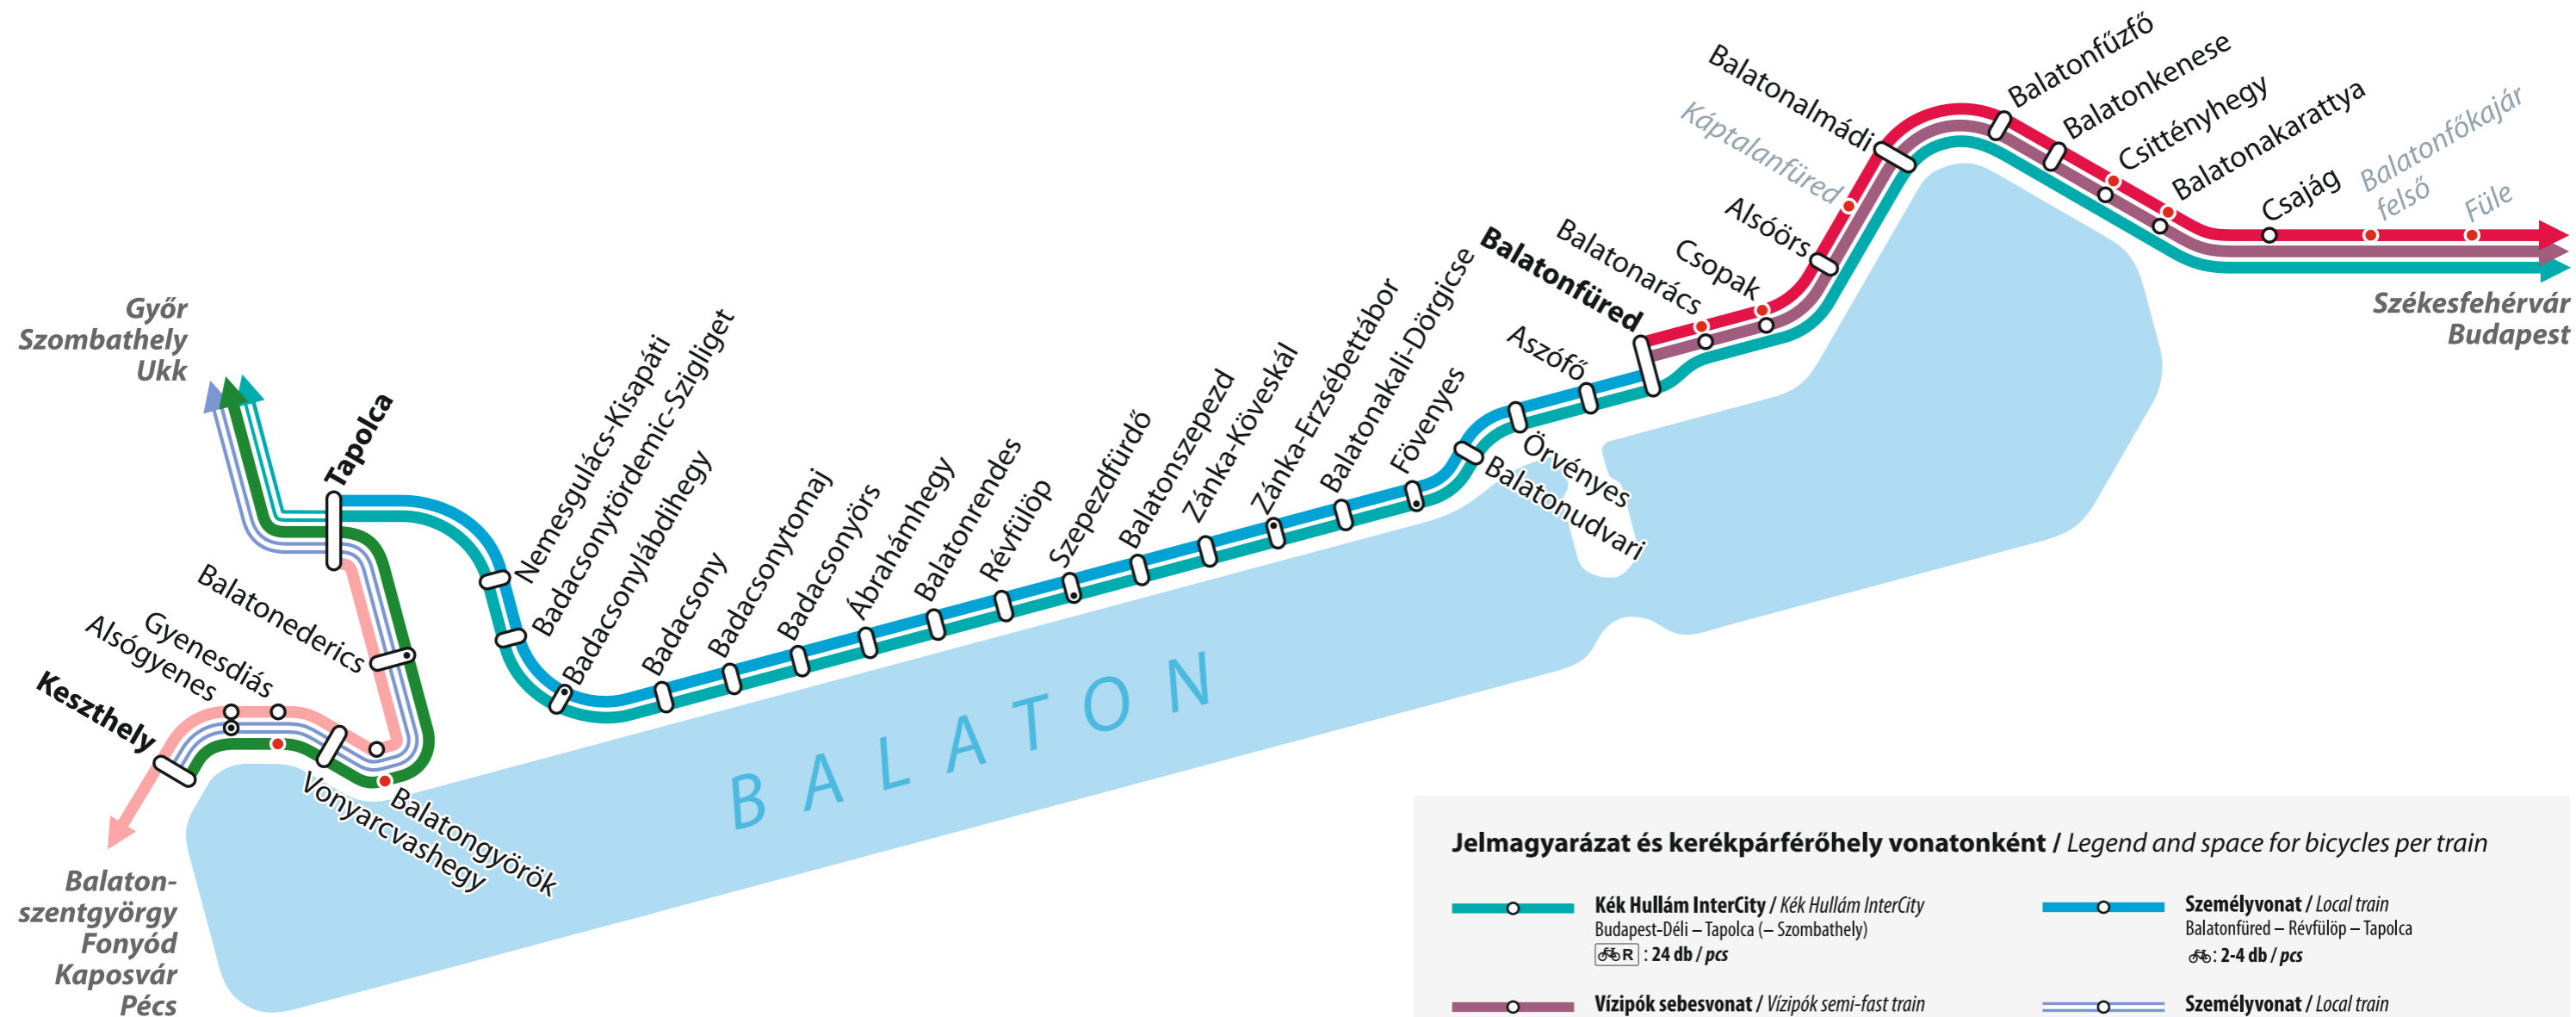 Győr
Szombathely
Ukk
Tapolca
Balatonederics
Gyenesdiás
Alsógyenes
Keszthely
Vonyarcvashegy
Balatongyörök
Balaton-
szentgyörgy
Fonyód
Kaposvár
Pécs
Nemesgulács-Kisapáti
Badacsonytördemic-Szigliget
Badacsonylábdihegy
Badacsony
Badacsonytomaj
Badacsonyörs
Ábrahámhegy
Balatonrendes
Révfülöp
Szepezdfürdő
Balatonszepezd
Zánka-Köveskál
Zánka-Erzsébettábor
Balatonakali-Dörgicse
Fövenyes
Balatonudvari
Örvényes
Aszófő
Balatonfüred
Balatonarács
Csopak
Alsóörs
Káptalanfüred
Balatonalmádi
Balatonfűzfő
Balatonkenese
Csittényhegy
Balatonakarattya
Csajág
Balatonfőkajár
felső
Füle
Székesfehérvár
Budapest
BALATON
Jelmagyarázat és kerékpárférőhely vonatonként / Legend and space for bicycles per train
Kék Hullám InterCity / Kék Hullám InterCity
Budapest-Déli – Tapolca (– Szombathely)
R : 24 db / pcs
Vízipók sebesvonat / Vízipók semi-fast train
Személyvonat / Local train
Balatonfüred – Révfülöp – Tapolca
: 2-4 db / pcs
Személyvonat / Local train